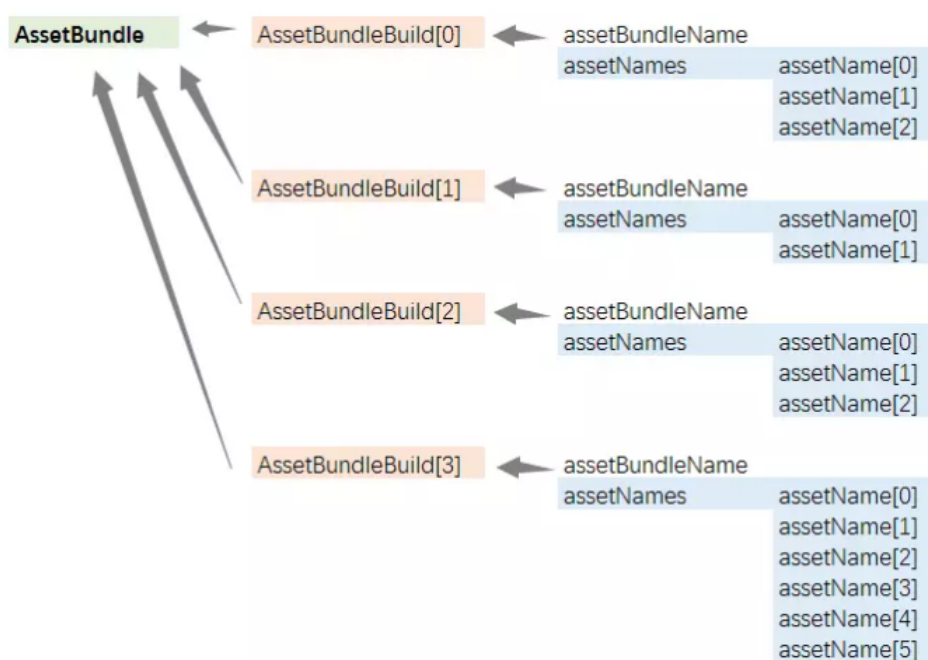 AssetBundle AssetBundleBuild[0] assetBundleName
assetNames assetName[0]
assetName[1]
assetName[2]
AssetBundleBuild[1] assetBundleName
assetNames assetName[0]
assetName[1]
AssetBundleBuild[2] assetBundleName
assetNames assetName[0]
assetName[1]
assetName[2]
AssetBundleBuild[3] assetBundleName
assetNames assetName[0]
assetName[1]
assetName[2]
assetName[3]
assetName[4]
assetName[5]